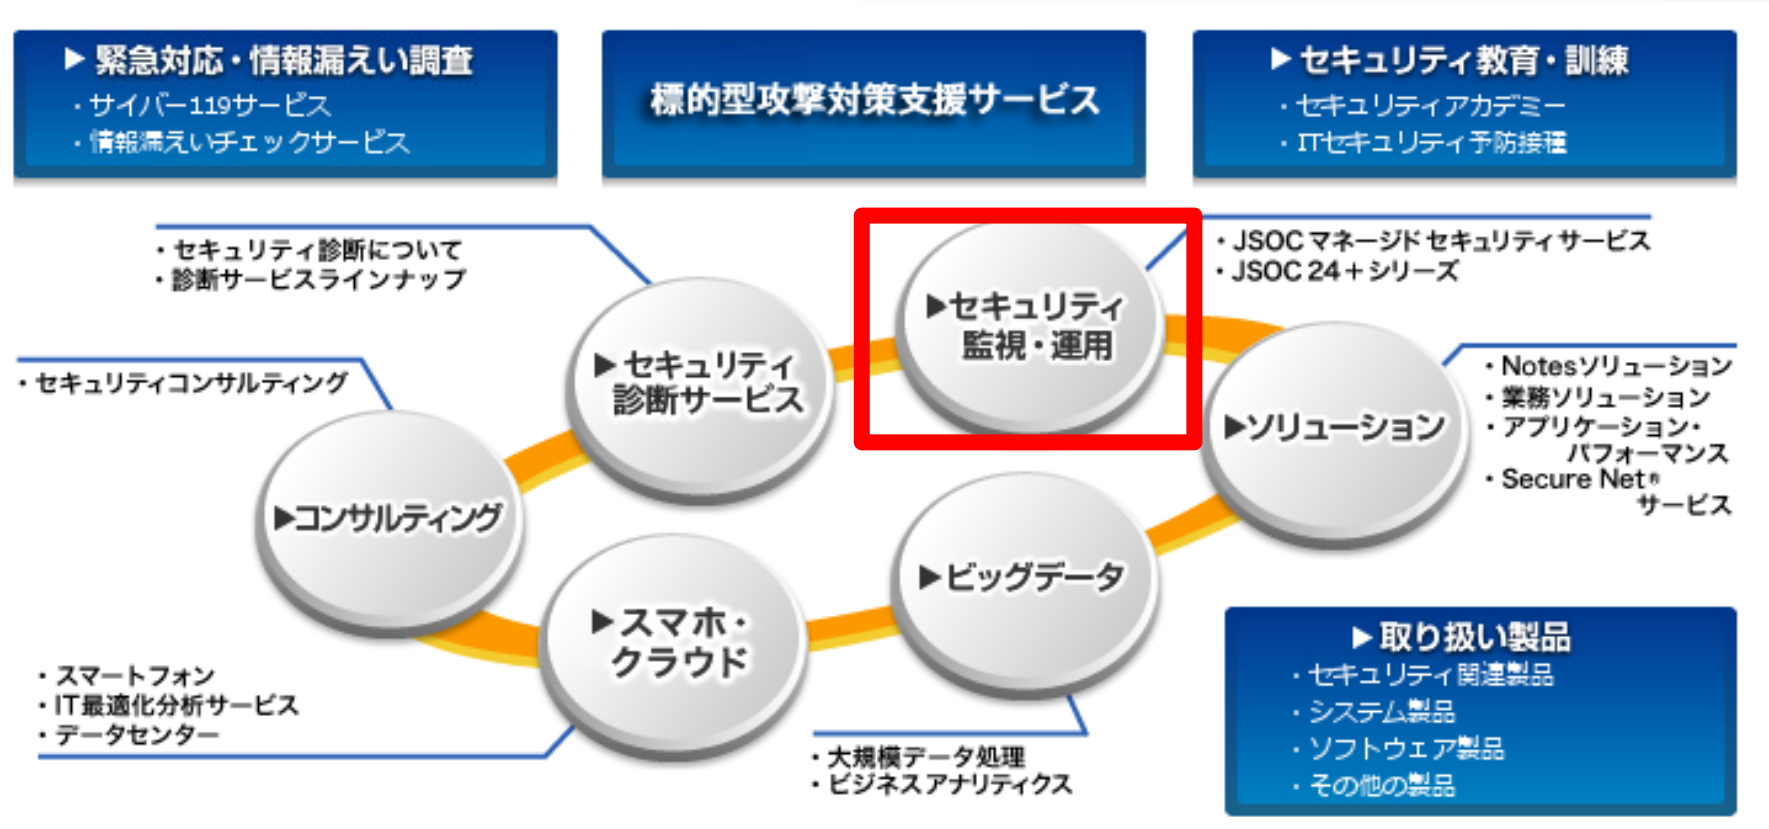 ▶ 緊急対応・情報漏えい調査
・サイバー119サービス
・情報漏えいチェックサービス
標的型攻撃対策支援サービス
▶ セキュリティ教育・訓練
・セキュリティアカデミー
・ITセキュリティ予防接種
・セキュリティ診断について
・診断サービスラインナップ
・JSOC マネージド セキュリティサービス
・JSOC 24+シリーズ
▶セキュリティ
監視・運用
▶セキュリティ
診断サービス
・セキュリティコンサルティング
・Notesソリューション
・業務ソリューション
・アプリケーション・
パフォーマンス
・Secure Net®
サービス
▶ソリューション
▶コンサルティング
▶ビッグデータ
▶スマホ・
クラウド
・スマートフォン
・IT最適化分析サービス
・データセンター
・大規模データ処理
・ビジネスアナリティクス
▶取り扱い製品
・セキュリティ関連製品
・システム製品
・ソフトウェア製品
・その他の製品